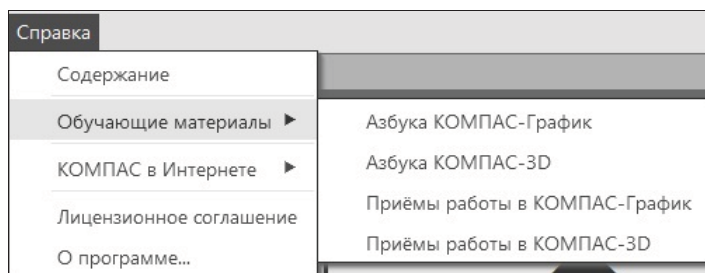 Справка
Содержание
Обучающие материалы
КОМПАС в Интернете
Лицензионное соглашение
О программе...
Азбука КОМПАС-График
Азбука КОМПАС-3D
Приёмы работы в КОМПАС-График
Приёмы работы в КОМПАС-3D